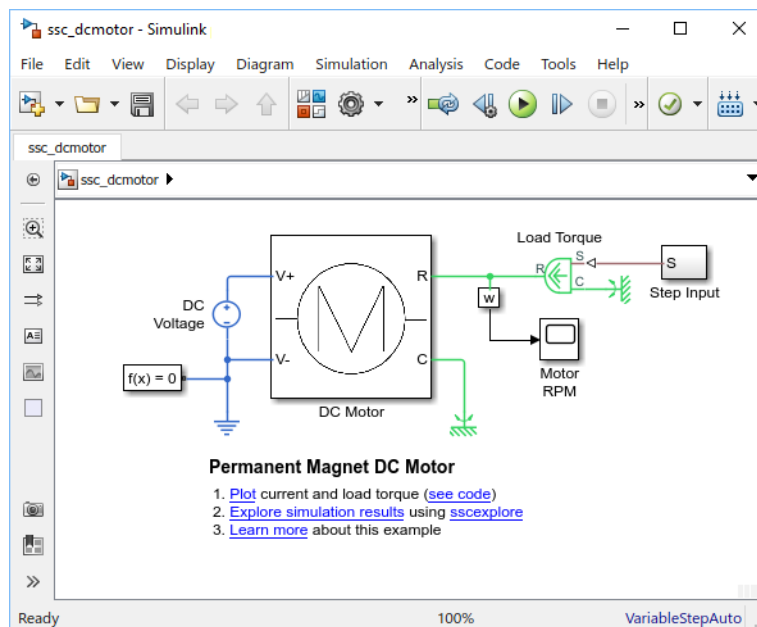 ssc_dcmotor - Simulink
File Edit View Display Diagram Simulation Analysis Code Tools Help
ssc_dcmotor
ssc_dcmotor
Load Torque
S
R
C
S
Step Input
V+
R
DC
Voltage
w
M
f(x) = 0
V-
C
Motor
RPM
DC Motor
Permanent Magnet DC Motor
1. Plot current and load torque (see code)
2. Explore simulation results using sscexplore
3. Learn more about this example
Ready 100% VariableStepAuto